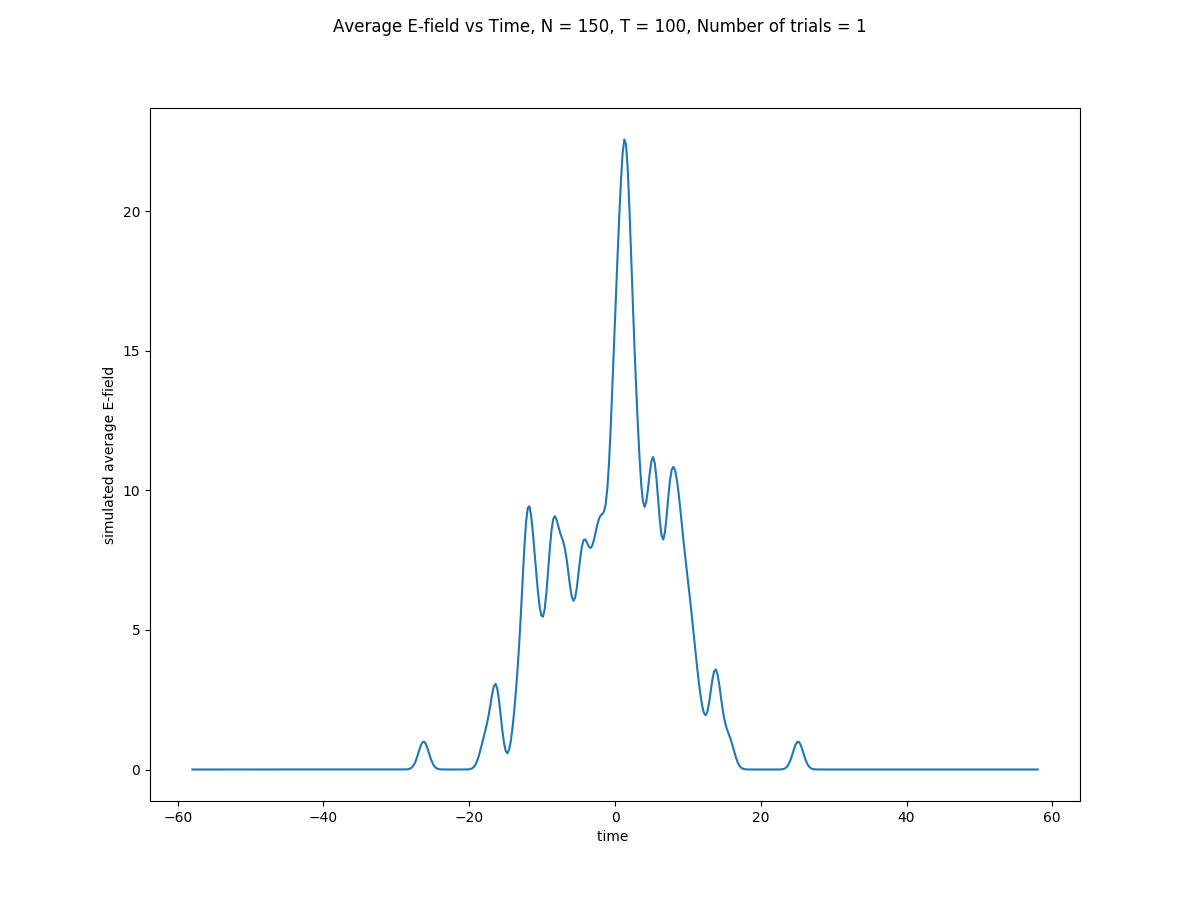 Average E-field vs Time, N = 150, T = 100, Number of trials = 1
20
15
10
5
0
simulated average E-field
−60 −40 −20 0 20 40 60
time